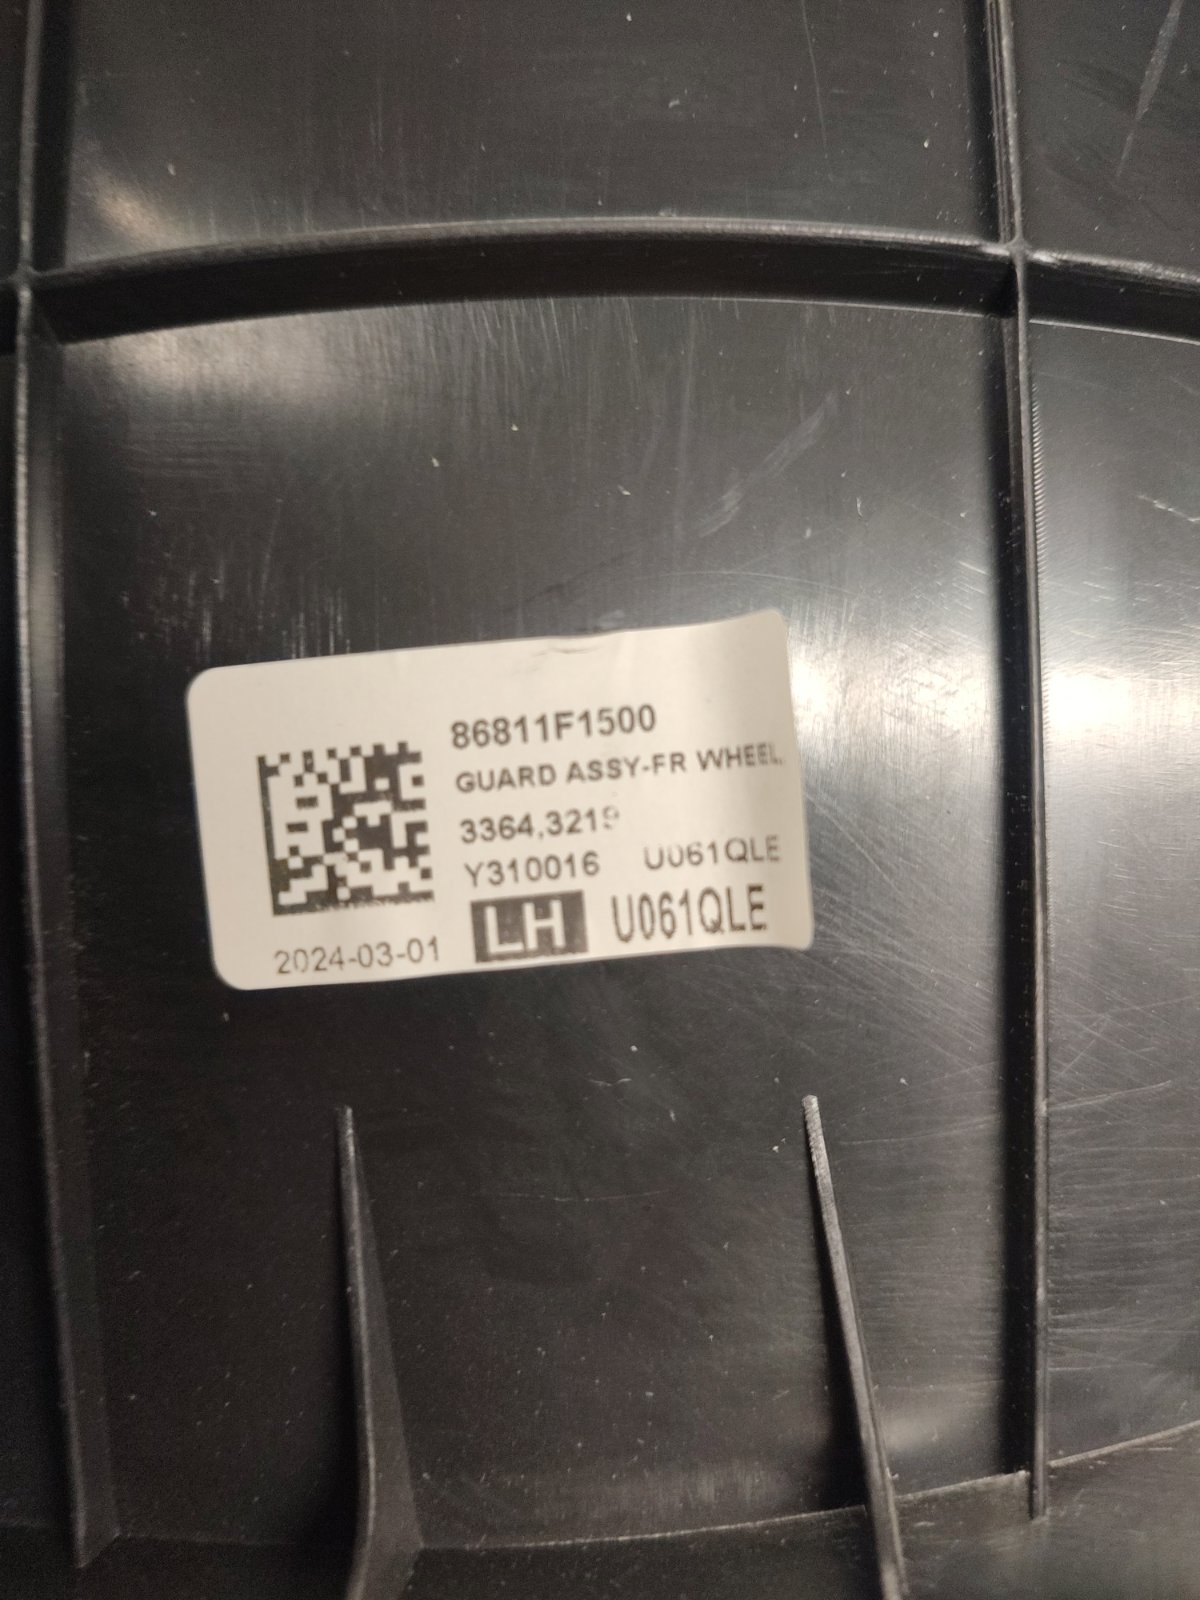 86811F1500
GUARD ASSY-FR WHEEL,
3364,3219
Y310016 U061QLE
LH U061QLE
2024-03-01